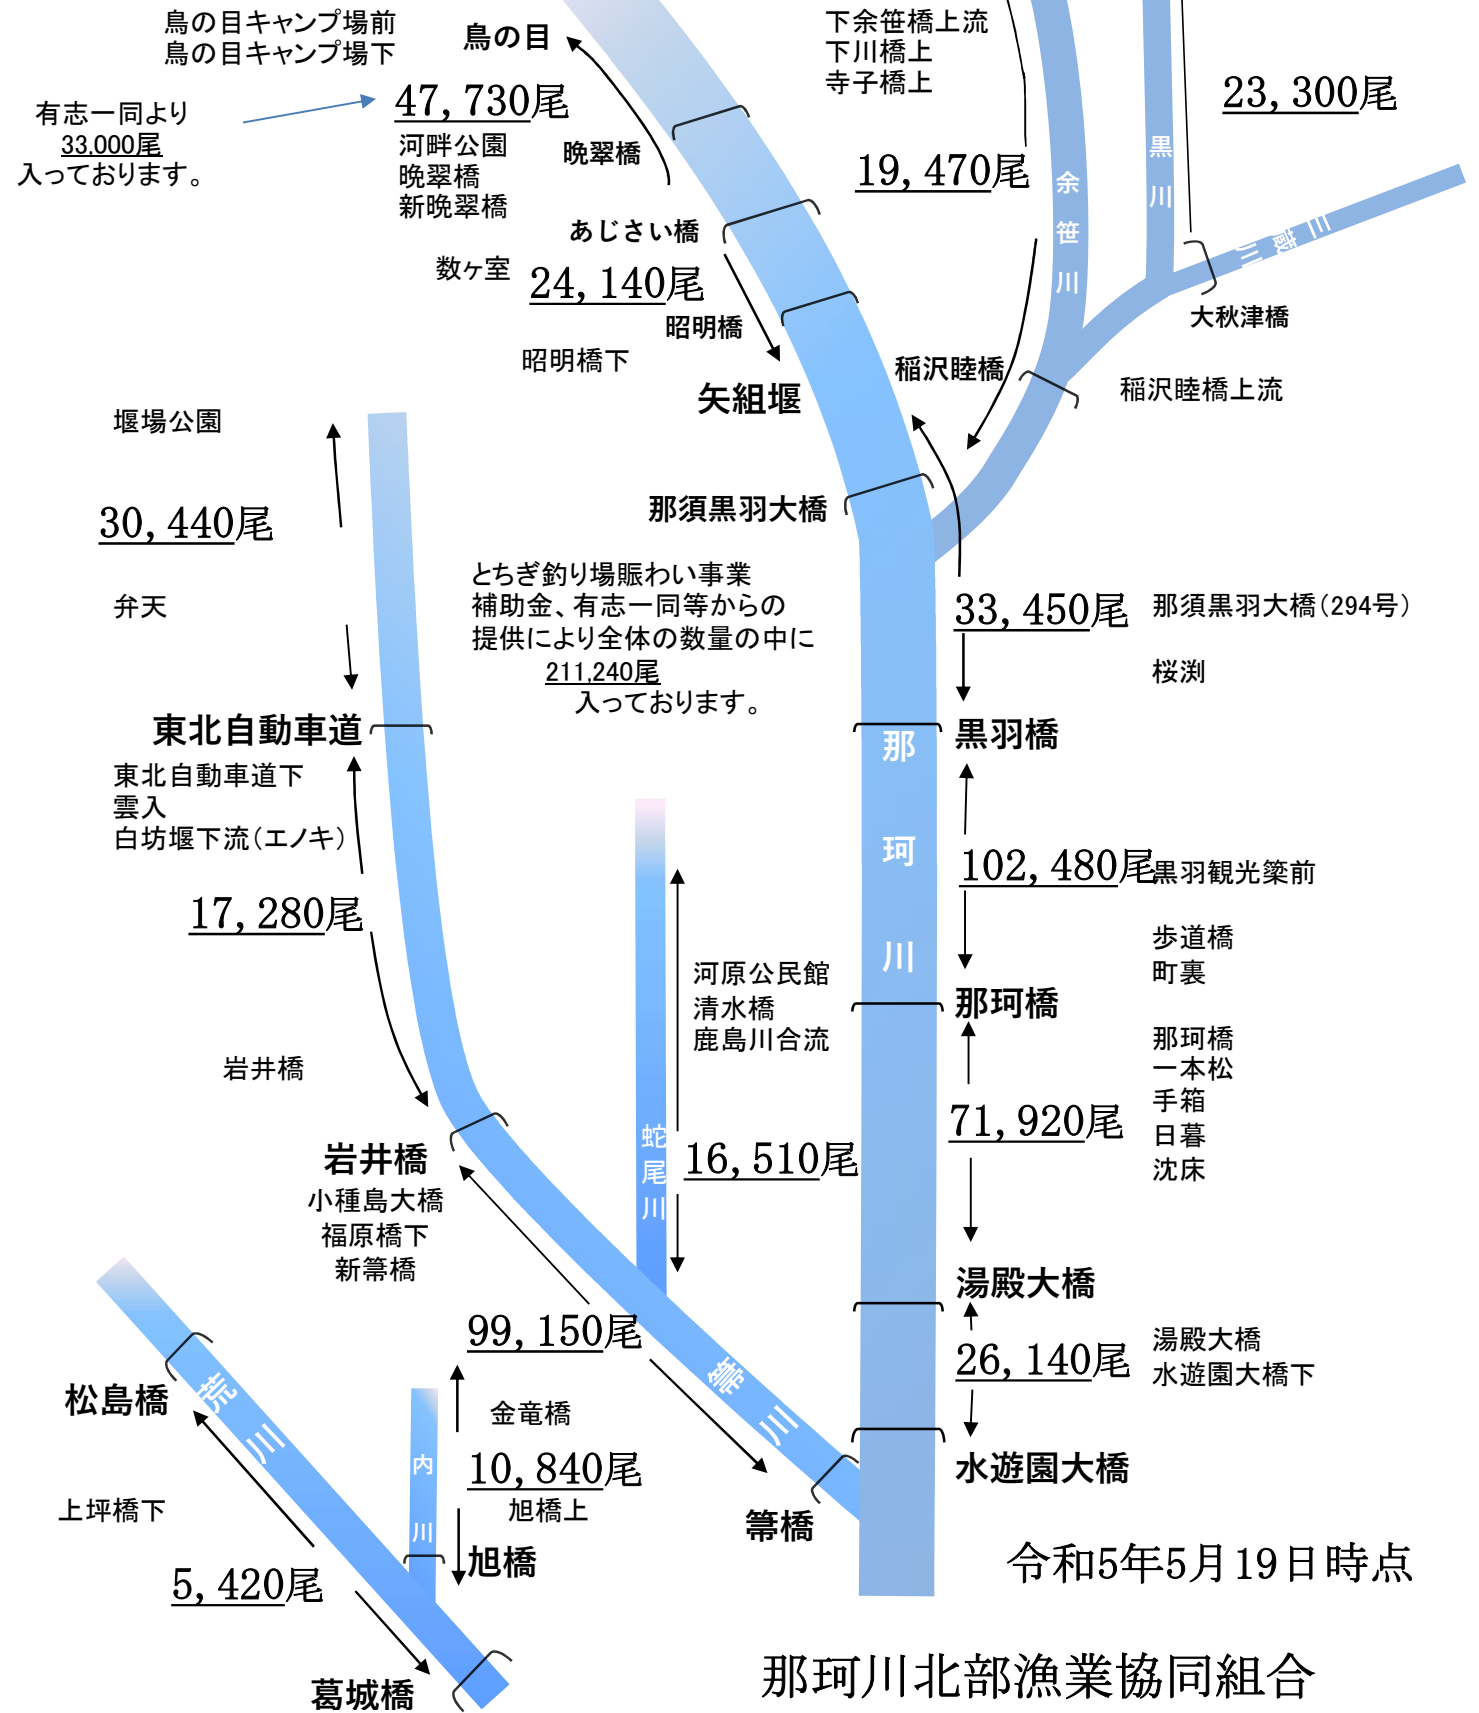 鳥の目キャンプ場前
鳥の目キャンプ場下
鳥の目
下余笹橋上流
下川橋上
寺子橋上
23,300尾
47,730尾
有志一同より
33,000尾
入っております。
河畔公園
晩翠橋
新晩翠橋
晩翠橋
19,470尾
余笹川
黒川
三蔵川
あじさい橋
数ヶ室
24,140尾
昭明橋
大秋津橋
昭明橋下
稲沢睦橋
稲沢睦橋上流
矢組堰
堰場公園
那須黒羽大橋
30,440尾
とちぎ釣り場賑わい事業
補助金、有志一同等からの
提供により全体の数量の中に
211,240尾
入っております。
弁天
33,450尾
那須黒羽大橋(294号)
桜渕
東北自動車道
黒羽橋
那珂川
東北自動車道下
雲入
白坊堰下流(エノキ)
102,480尾
黒羽観光簗前
17,280尾
歩道橋
町裏
河原公民館
清水橋
鹿島川合流
那珂橋
那珂橋
一本松
手箱
日暮
沈床
岩井橋
71,920尾
蛇尾川
16,510尾
岩井橋
小種島大橋
福原橋下
新箒橋
湯殿大橋
99,150尾
26,140尾
湯殿大橋
水遊園大橋下
箒川
松島橋
荒川
金竜橋
内川
10,840尾
旭橋上
水遊園大橋
上坪橋下
箒橋
旭橋
5,420尾
令和5年5月19日時点
葛城橋
那珂川北部漁業協同組合